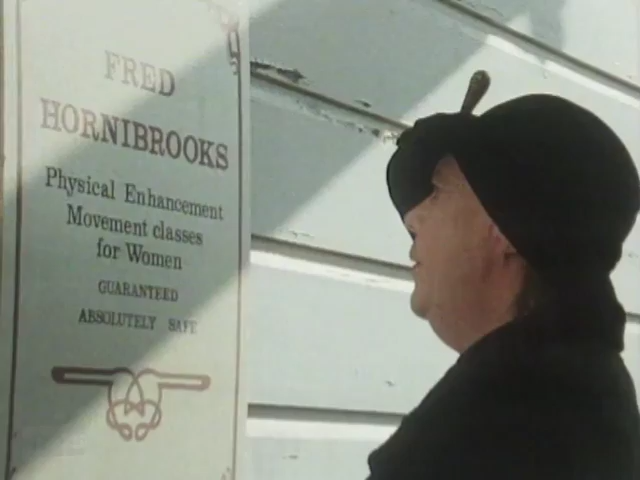 FRED
HORNIBROOKS
Physical Enhancement
Movement classes
for Women
GUARANTEED
ABSOLUTELY SAFE